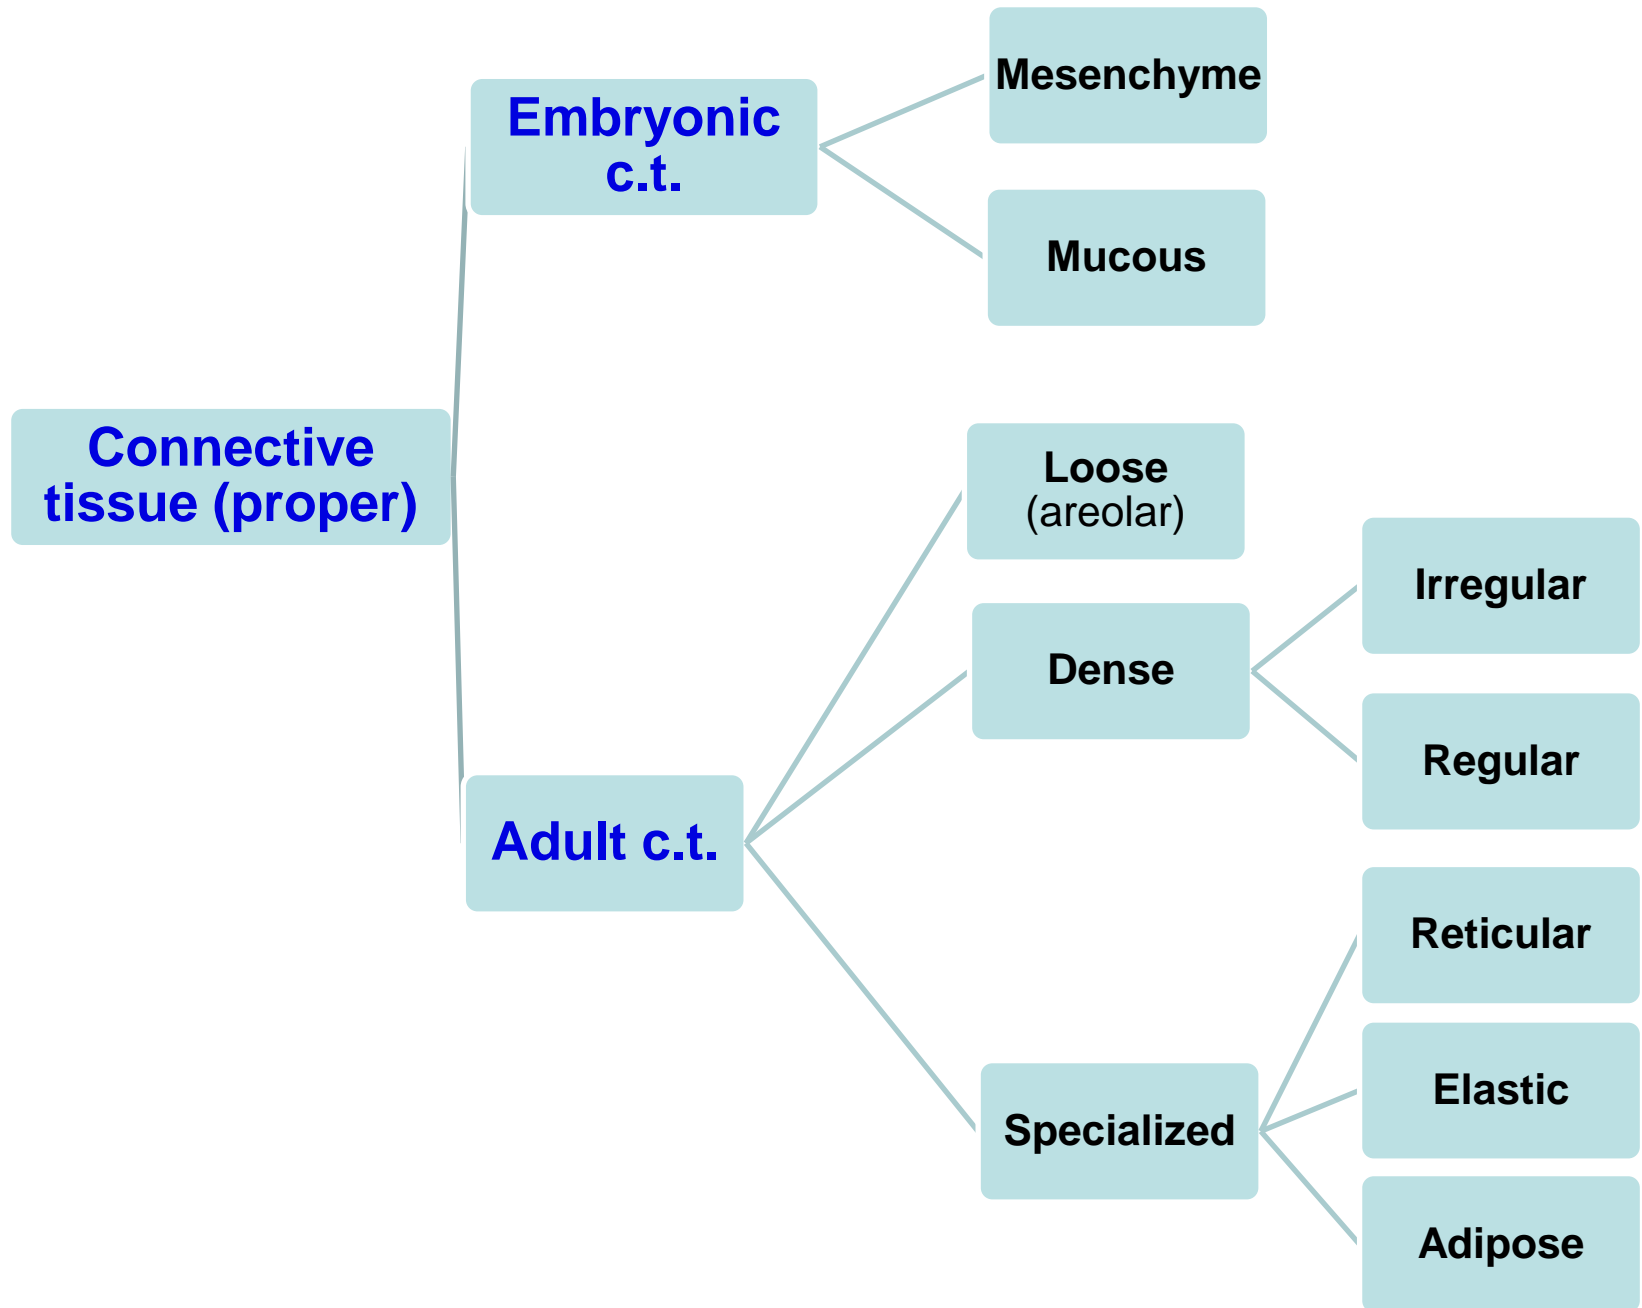 Connective
tissue (proper)
Embryonic
c.t.
Mesenchyme
Mucous
Adult c.t.
Loose
(areolar)
Dense
Irregular
Regular
Specialized
Reticular
Elastic
Adipose